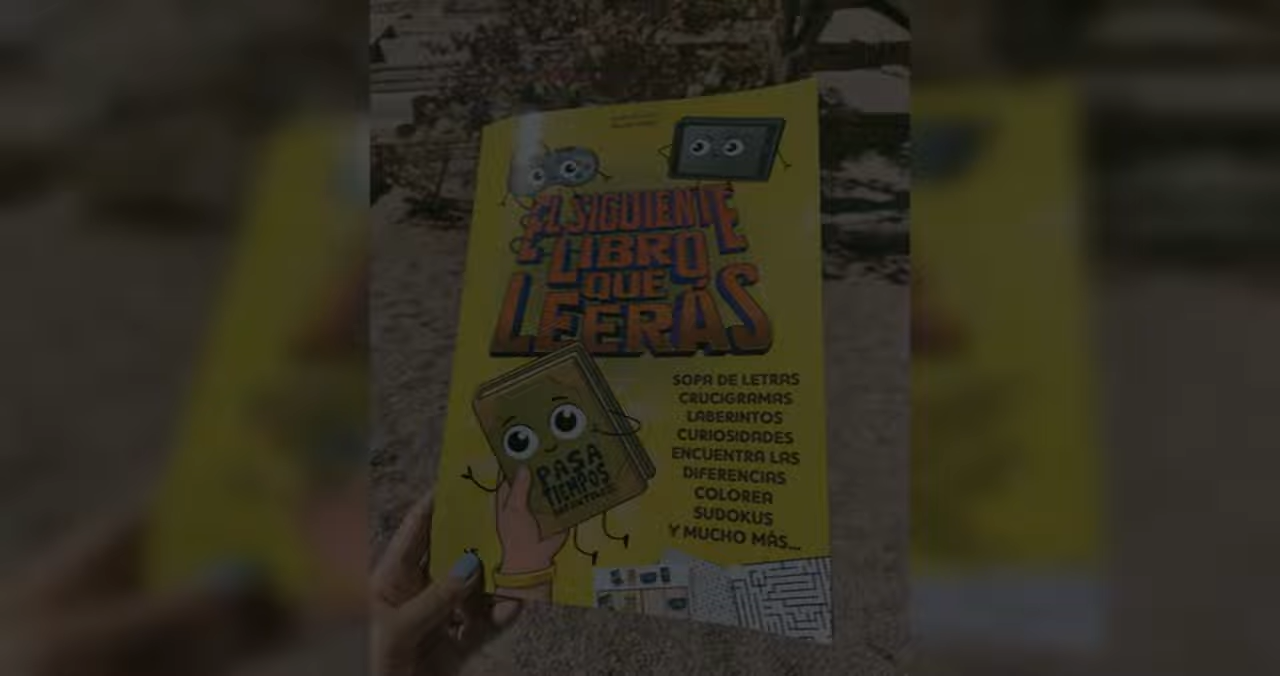 EL SIGUIENTE
LIBRO
QUE
LEERÁS
SOPA DE LETRAS
CRUCIGRAMAS
LABERINTOS
CURIOSIDADES
ENCUENTRA LAS
DIFERENCIAS
COLOREA
SUDOKUS
Y MUCHO MÁS...
PASA
TIEMPOS
INFANTILES